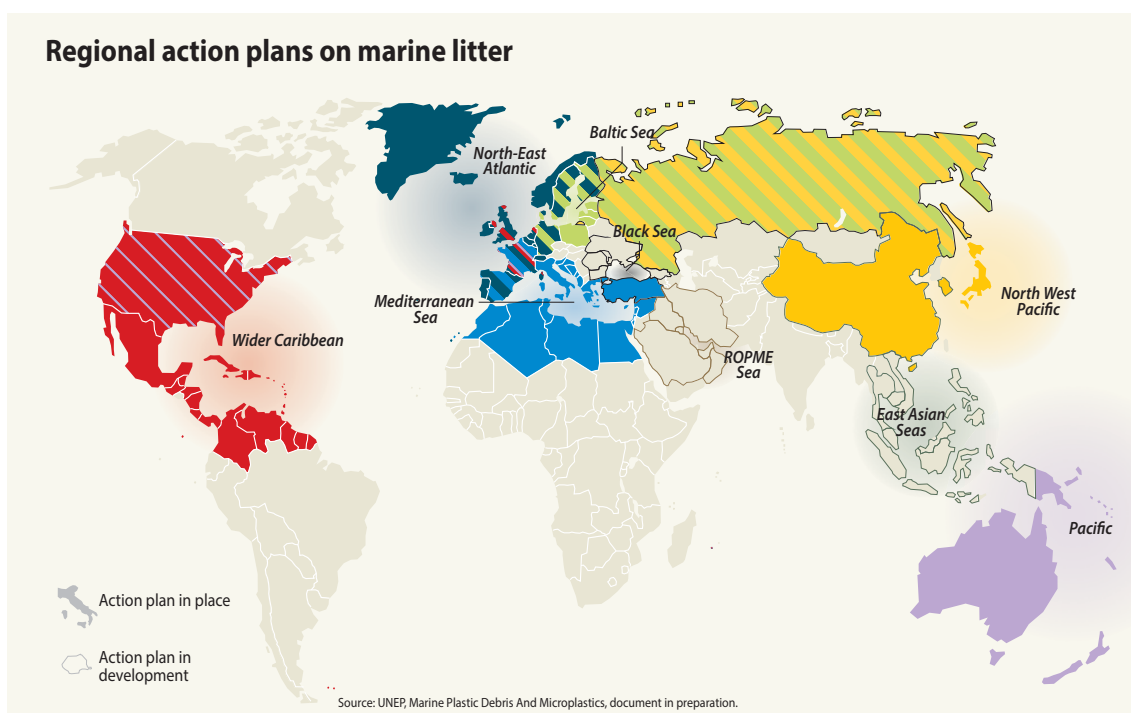 Regional action plans on marine litter
Baltic Sea
North-East
Atlantic
Black Sea
Mediterranean
Sea
North West
Pacific
Wider Caribbean
ROPME
Sea
East Asian
Seas
Pacific
Action plan in place
Action plan in
development
Source: UNEP, Marine Plastic Debris And Microplastics, document in preparation.